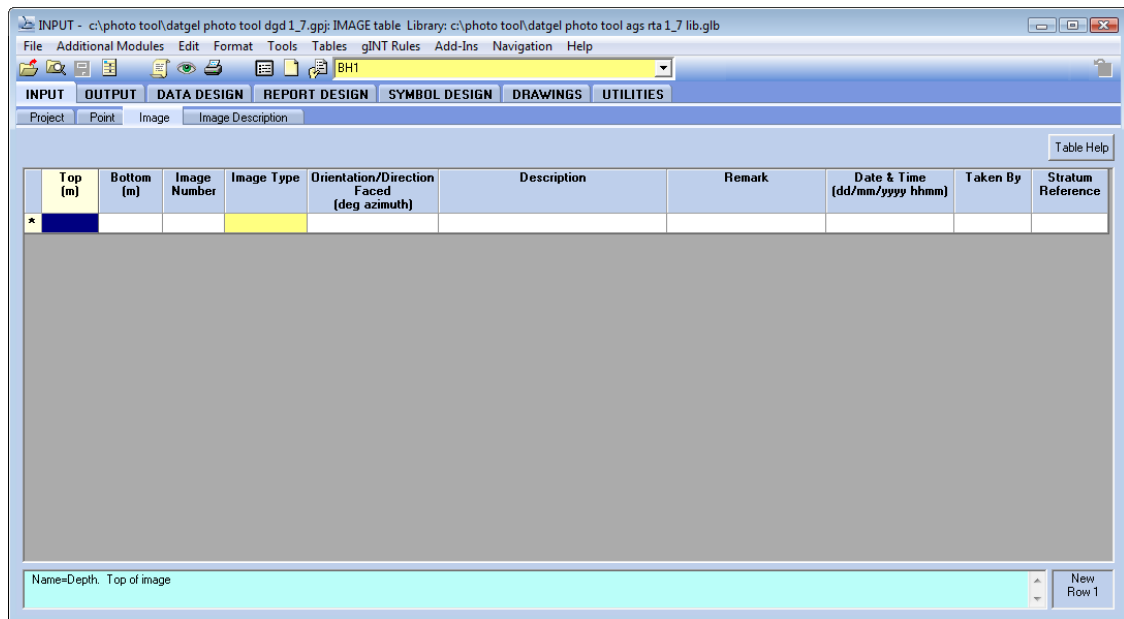 INPUT - c:\photo tool\datgel photo tool dgd 1_7.gpj: IMAGE table Library: c:\photo tool\datgel photo tool ags rta 1_7 lib.glb
File Additional Modules Edit Format Tools Tables gINT Rules Add-Ins Navigation Help
BH1
INPUT OUTPUT DATA DESIGN REPORT DESIGN SYMBOL DESIGN DRAWINGS UTILITIES
Project Point Image Image Description
Table Help
Top (m) Bottom (m) Image Number Image Type Orientation/Direction Faced (deg azimuth) Description Remark Date & Time (dd/mm/yyyy hhmm) Taken By Stratum Reference
*
Name=Depth. Top of image
New
Row 1